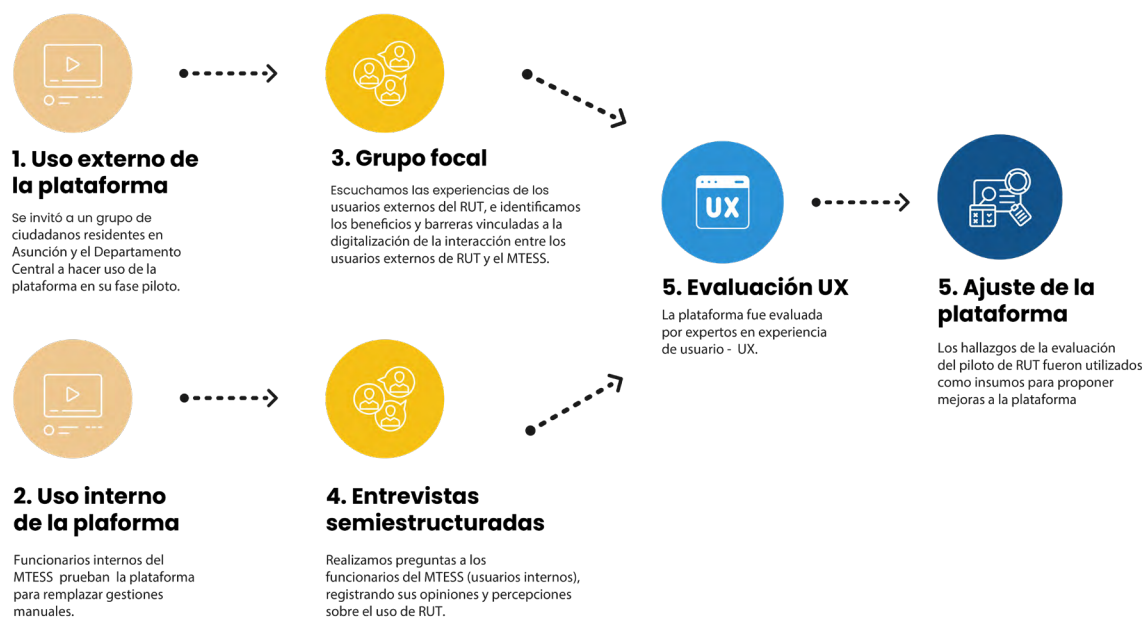 1. Uso externo de
la plataforma
Se invitó a un grupo de
ciudadanos residentes en
Asunción y el Departamento
Central a hacer uso de la
plataforma en su fase piloto.
3. Grupo focal
Escuchamos las experiencias de los
usuarios externos del RUT, e identificamos
los beneficios y barreras vinculadas a la
digitalización de la interacción entre los
usuarios externos de RUT y el MTESS.
2. Uso interno
de la plaforma
Funcionarios internos del
MTESS prueban la plataforma
para remplazar gestiones
manuales.
4. Entrevistas
semiestructuradas
Realizamos preguntas a los
funcionarios del MTESS (usuarios internos),
registrando sus opiniones y percepciones
sobre el uso de RUT.
UX
5. Evaluación UX
La plataforma fue evaluada
por expertos en experiencia
de usuario - UX.
5. Ajuste de la
plataforma
Los hallazgos de la evaluación
del piloto de RUT fueron utilizados
como insumos para proponer
mejoras a la plataforma